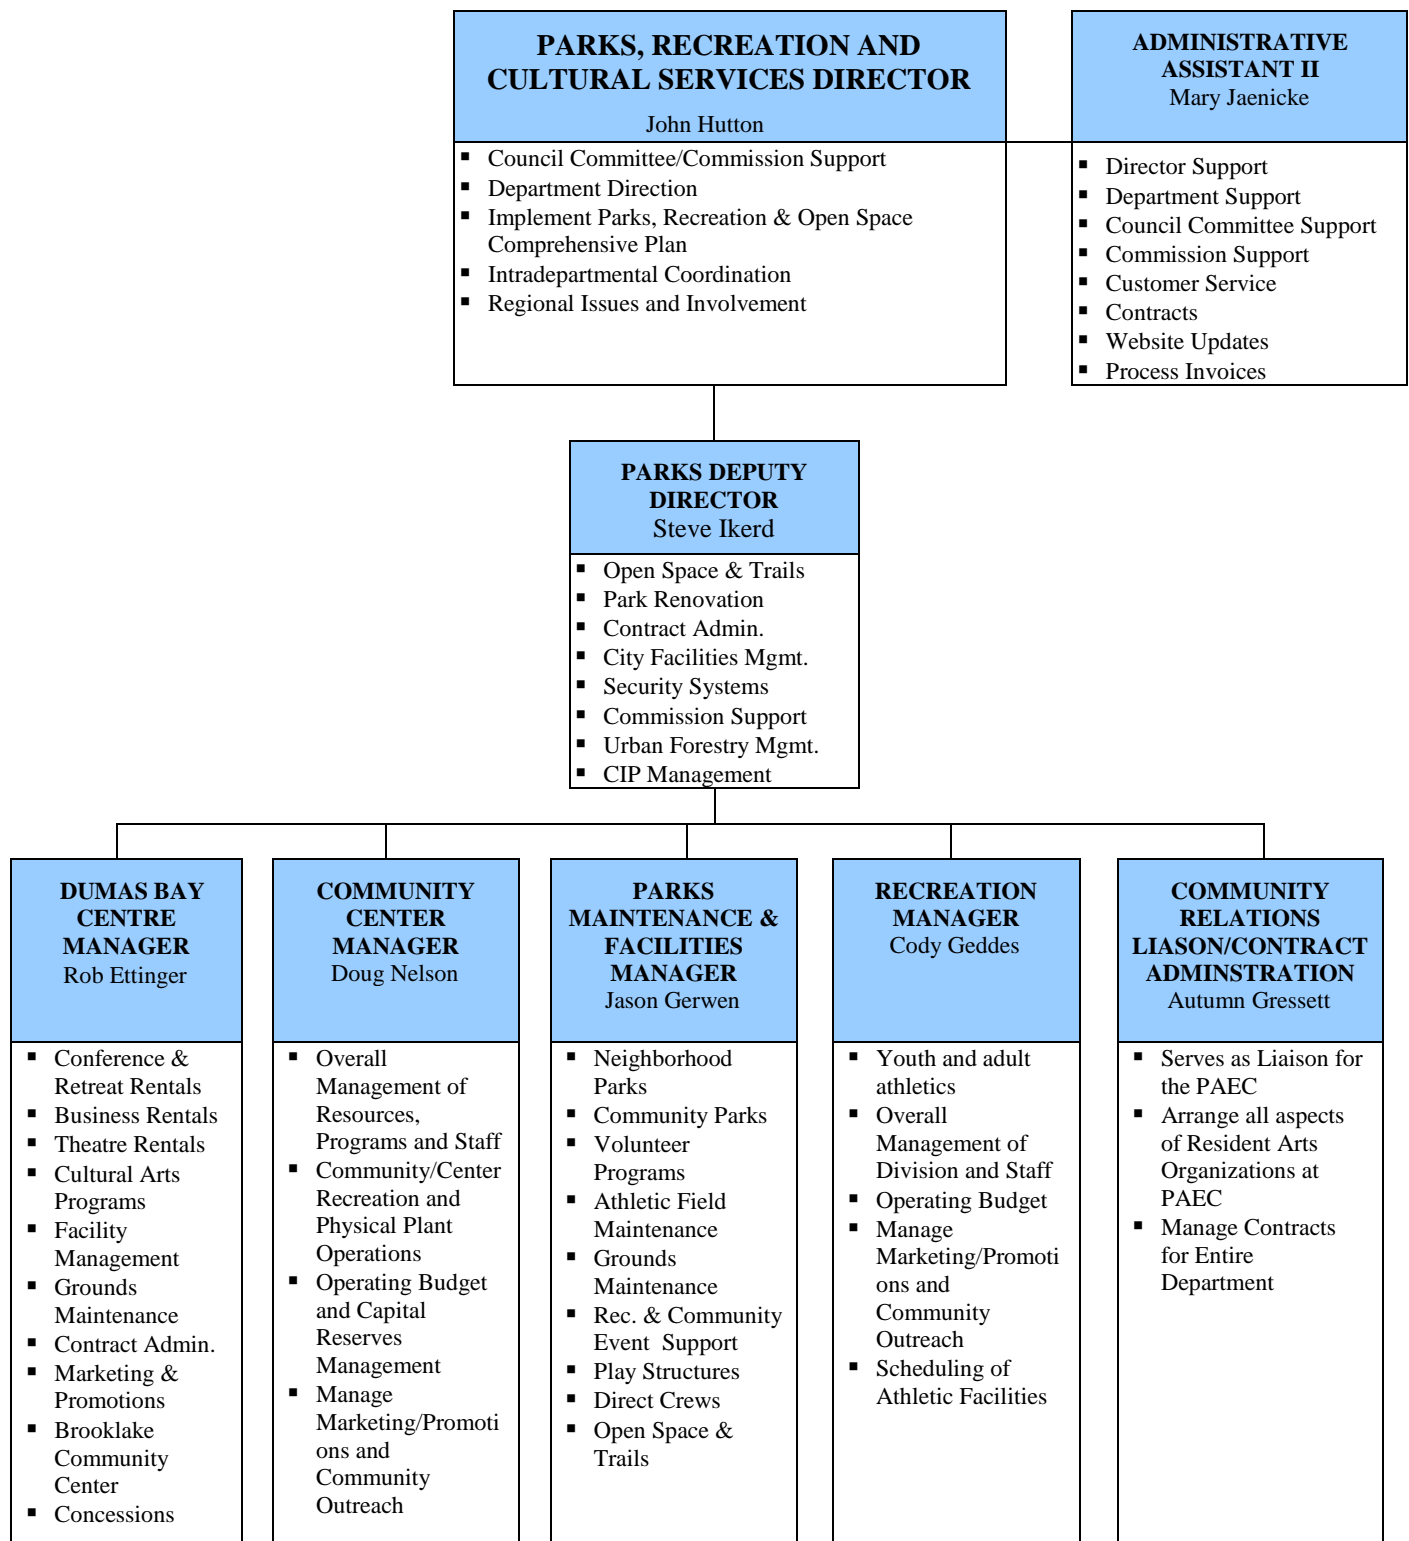 PARKS, RECREATION AND
CULTURAL SERVICES DIRECTOR
John Hutton
▪ Council Committee/Commission Support
▪ Department Direction
▪ Implement Parks, Recreation & Open Space
Comprehensive Plan
▪ Intradepartmental Coordination
▪ Regional Issues and Involvement
ADMINISTRATIVE
ASSISTANT II
Mary Jaenicke
▪ Director Support
▪ Department Support
▪ Council Committee Support
▪ Commission Support
▪ Customer Service
▪ Contracts
▪ Website Updates
▪ Process Invoices
PARKS DEPUTY
DIRECTOR
Steve Ikerd
▪ Open Space & Trails
▪ Park Renovation
▪ Contract Admin.
▪ City Facilities Mgmt.
▪ Security Systems
▪ Commission Support
▪ Urban Forestry Mgmt.
▪ CIP Management
DUMAS BAY
CENTRE
MANAGER
Rob Ettinger
▪ Conference &
Retreat Rentals
▪ Business Rentals
▪ Theatre Rentals
▪ Cultural Arts
Programs
▪ Facility
Management
▪ Grounds
Maintenance
▪ Contract Admin.
▪ Marketing &
Promotions
▪ Brooklake
Community
Center
▪ Concessions
COMMUNITY
CENTER
MANAGER
Doug Nelson
▪ Overall
Management of
Resources,
Programs and Staff
▪ Community/Center
Recreation and
Physical Plant
Operations
▪ Operating Budget
and Capital
Reserves
Management
▪ Manage
Marketing/Promoti
ons and
Community
Outreach
PARKS
MAINTENANCE &
FACILITIES
MANAGER
Jason Gerwen
▪ Neighborhood
Parks
▪ Community Parks
▪ Volunteer
Programs
▪ Athletic Field
Maintenance
▪ Grounds
Maintenance
▪ Rec. & Community
Event  Support
▪ Play Structures
▪ Direct Crews
▪ Open Space &
Trails
RECREATION
MANAGER
Cody Geddes
▪ Youth and adult
athletics
▪ Overall
Management of
Division and Staff
▪ Operating Budget
▪ Manage
Marketing/Promoti
ons and
Community
Outreach
▪ Scheduling of
Athletic Facilities
COMMUNITY
RELATIONS
LIASON/CONTRACT
ADMINSTRATION
Autumn Gressett
▪ Serves as Liaison for
the PAEC
▪ Arrange all aspects
of Resident Arts
Organizations at
PAEC
▪ Manage Contracts
for Entire
Department